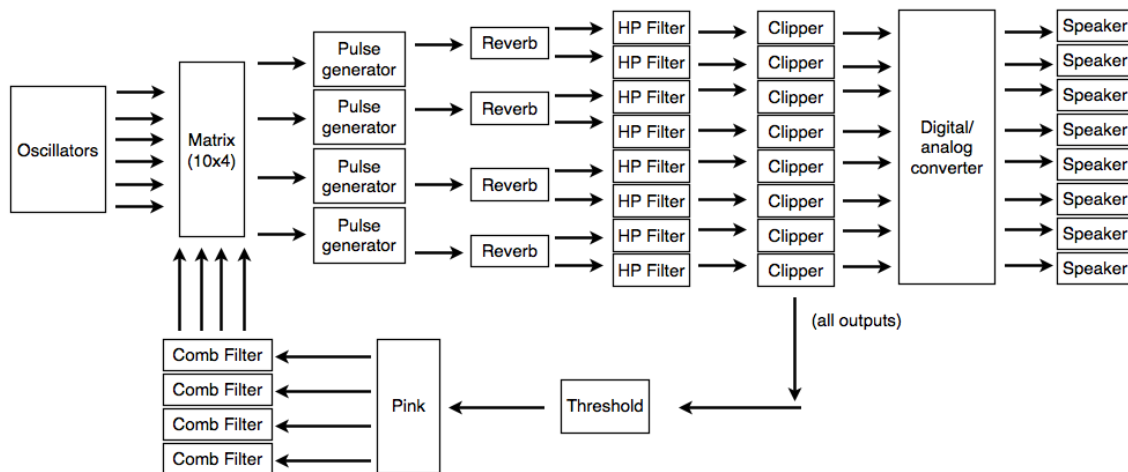 Oscillators
Matrix
(10x4)
Pulse
generator
Pulse
generator
Pulse
generator
Pulse
generator
Reverb
Reverb
Reverb
Reverb
HP Filter
HP Filter
HP Filter
HP Filter
HP Filter
HP Filter
HP Filter
HP Filter
Clipper
Clipper
Clipper
Clipper
Clipper
Clipper
Clipper
Clipper
Digital/
analog
converter
Speaker
Speaker
Speaker
Speaker
Speaker
Speaker
Speaker
Speaker
(all outputs)
Threshold
Pink
Comb Filter
Comb Filter
Comb Filter
Comb Filter